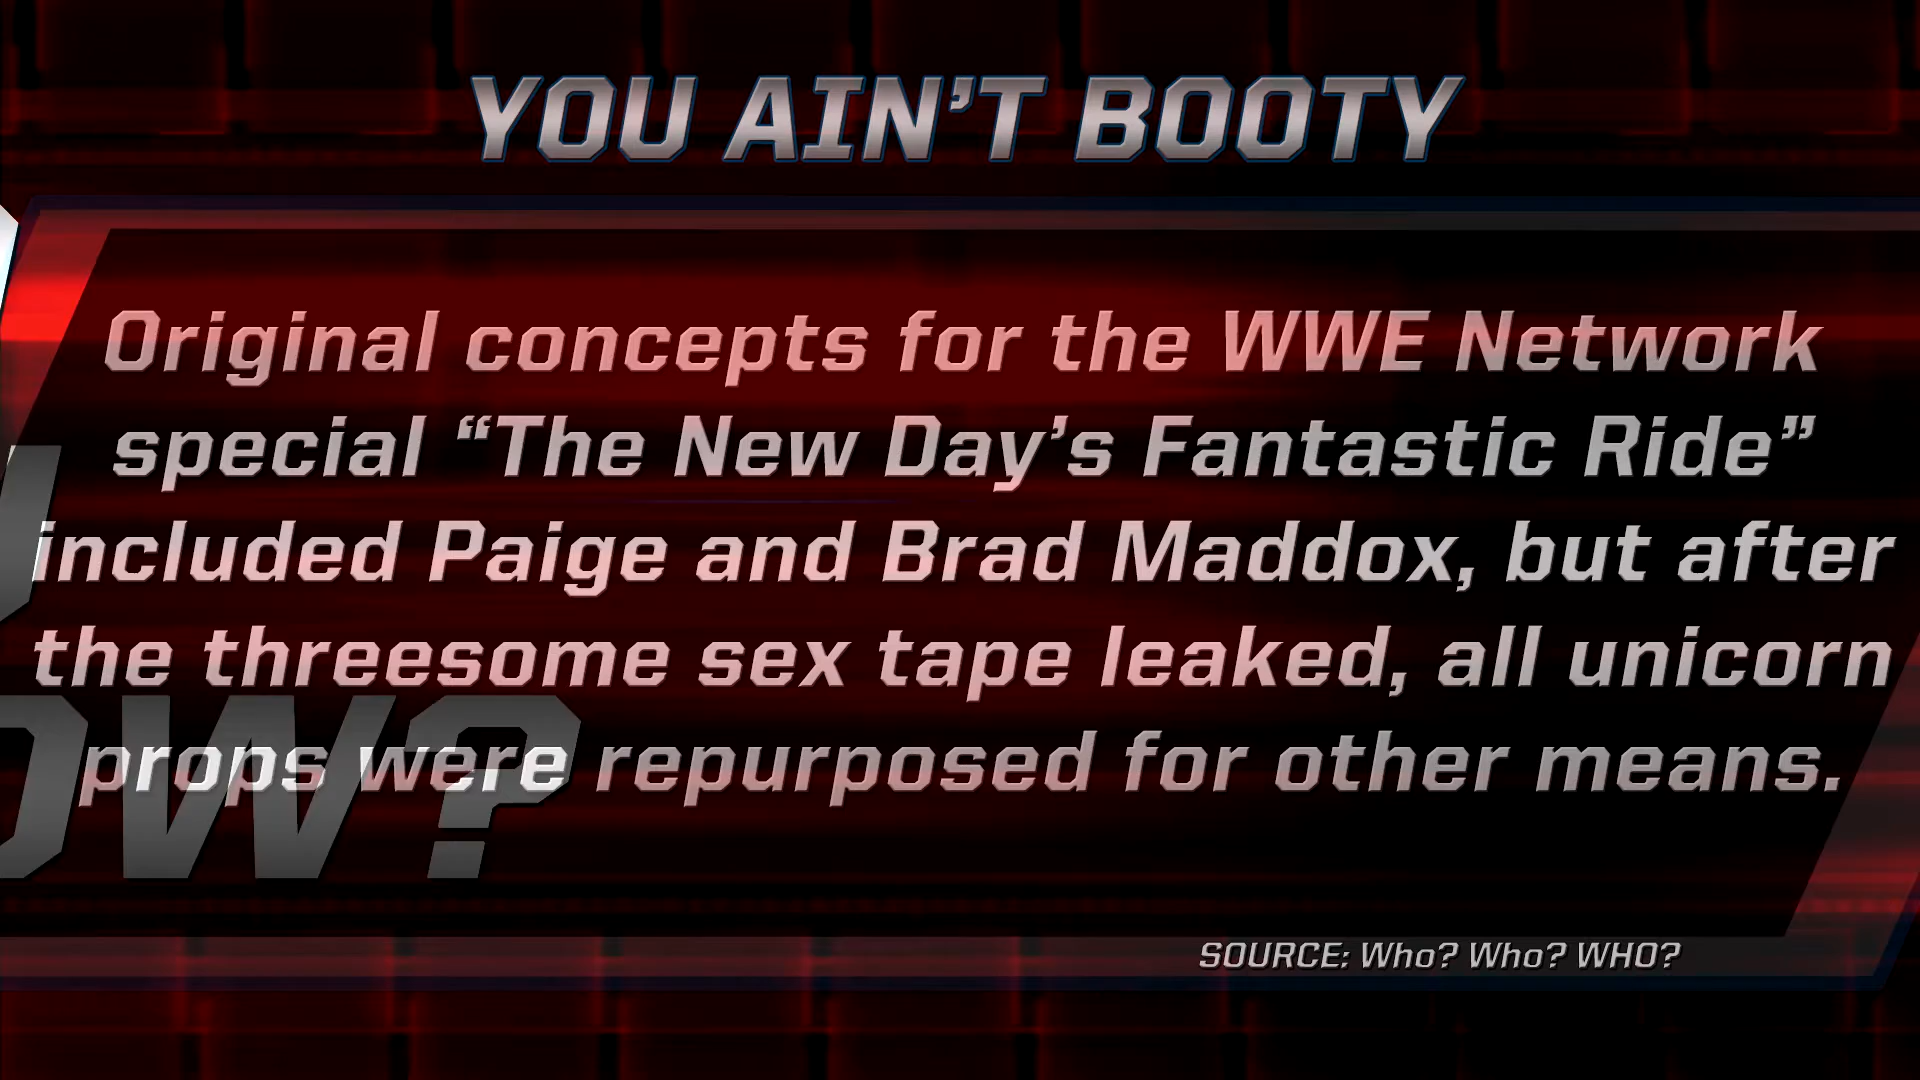 YOU AIN’T BOOTY
Original concepts for the WWE Network
special “The New Day’s Fantastic Ride”
included Paige and Brad Maddox, but after
the threesome sex tape leaked, all unicorn
props were repurposed for other means.
OW?
SOURCE: Who? Who? WHO?